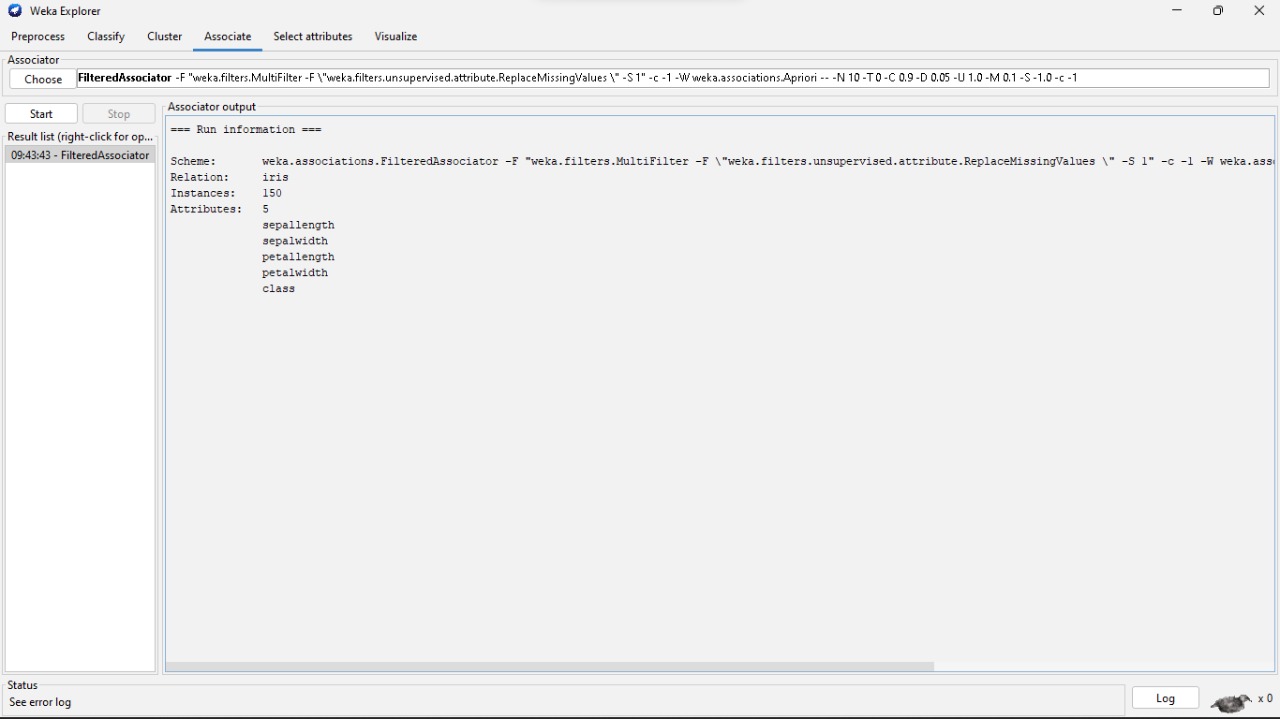 Weka Explorer
Preprocess Classify Cluster Associate Select attributes Visualize
Associator
Choose FilteredAssociator -F "weka.filters.MultiFilter -F \"weka.filters.unsupervised.attribute.ReplaceMissingValues \" -S 1" -c -1 -W weka.associations.Apriori -- -N 10 -T 0 -C 0.9 -D 0.05 -U 1.0 -M 0.1 -S -1.0 -c -1
Start Stop
Result list (right-click for op...
09:43:43 - FilteredAssociator
Associator output
=== Run information ===
Scheme: weka.associations.FilteredAssociator -F "weka.filters.MultiFilter -F \"weka.filters.unsupervised.attribute.ReplaceMissingValues \" -S 1" -c -1 -W weka.ass
Relation: iris
Instances: 150
Attributes: 5
sepallength
sepalwidth
petallength
petalwidth
class
Status
See error log
Log
x 0